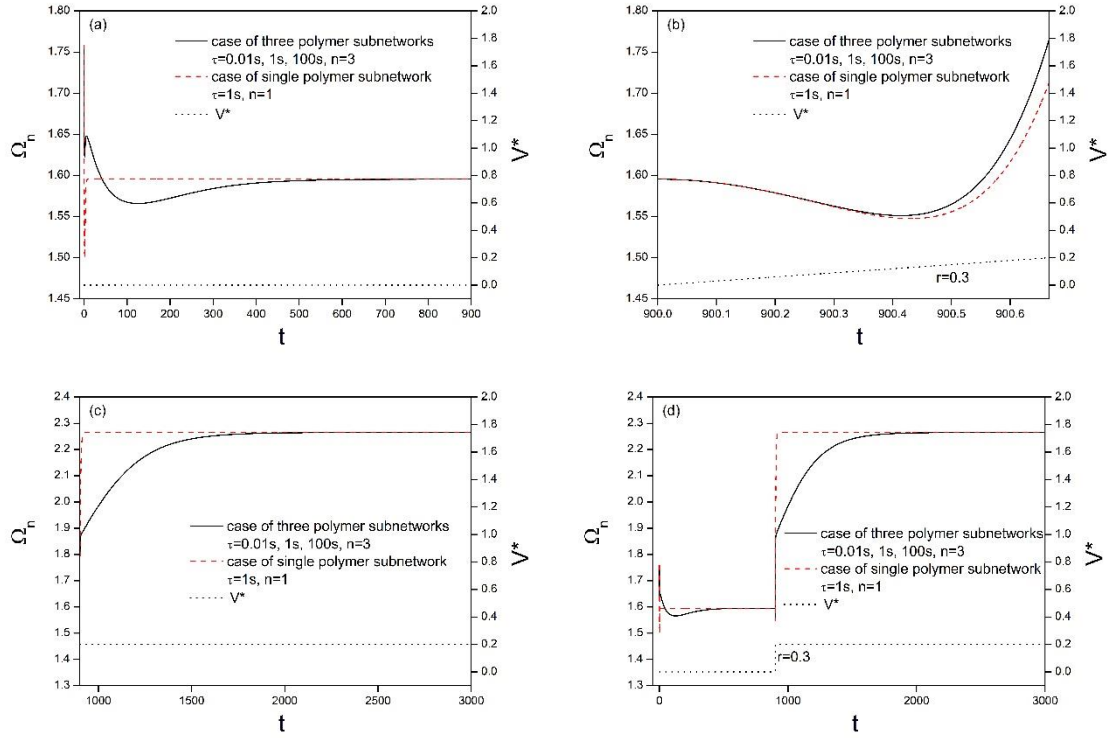 (a)
case of three polymer subnetworks
τ=0.01s, 1s, 100s, n=3
case of single polymer subnetwork
τ=1s, n=1
V*
1.80
1.75
1.70
1.65
1.60
1.55
1.50
1.45
Ωn
0 100 200 300 400 500 600 700 800 900
t
2.0
1.8
1.6
1.4
1.2
1.0
0.8
0.6
0.4
0.2
0.0
V*
(b)
case of three polymer subnetworks
τ=0.01s, 1s, 100s, n=3
case of single polymer subnetwork
τ=1s, n=1
V*
r=0.3
1.80
1.75
1.70
1.65
1.60
1.55
1.50
1.45
Ωn
900.0 900.1 900.2 900.3 900.4 900.5 900.6
t
2.0
1.8
1.6
1.4
1.2
1.0
0.8
0.6
0.4
0.2
0.0
V*
(c)
case of three polymer subnetworks
τ=0.01s, 1s, 100s, n=3
case of single polymer subnetwork
τ=1s, n=1
V*
2.4
2.3
2.2
2.1
2.0
1.9
1.8
1.7
1.6
1.5
1.4
1.3
Ωn
1000 1500 2000 2500 3000
t
2.0
1.8
1.6
1.4
1.2
1.0
0.8
0.6
0.4
0.2
0.0
V*
(d)
case of three polymer subnetworks
τ=0.01s, 1s, 100s, n=3
case of single polymer subnetwork
τ=1s, n=1
V*
r=0.3
2.4
2.3
2.2
2.1
2.0
1.9
1.8
1.7
1.6
1.5
1.4
1.3
Ωn
0 1000 2000 3000
t
2.0
1.8
1.6
1.4
1.2
1.0
0.8
0.6
0.4
0.2
0.0
V*